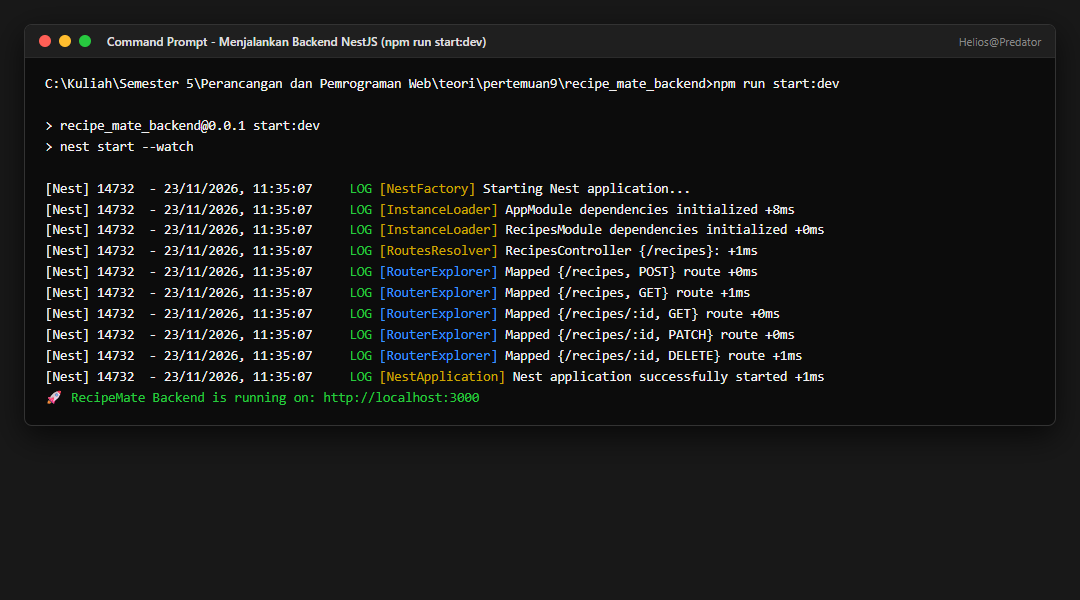 Command Prompt - Menjalankan Backend NestJS (npm run start:dev)
Helios@Predator
C:\Kuliah\Semester 5\Perancangan dan Pemrograman Web\teori\pertemuan9\recipe_mate_backend>npm run start:dev
> recipe_mate_backend@0.0.1 start:dev
> nest start --watch
[Nest] 14732  - 23/11/2026, 11:35:07     LOG [NestFactory] Starting Nest application...
[Nest] 14732  - 23/11/2026, 11:35:07     LOG [InstanceLoader] AppModule dependencies initialized +8ms
[Nest] 14732  - 23/11/2026, 11:35:07     LOG [InstanceLoader] RecipesModule dependencies initialized +0ms
[Nest] 14732  - 23/11/2026, 11:35:07     LOG [RoutesResolver] RecipesController {/recipes}: +1ms
[Nest] 14732  - 23/11/2026, 11:35:07     LOG [RouterExplorer] Mapped {/recipes, POST} route +0ms
[Nest] 14732  - 23/11/2026, 11:35:07     LOG [RouterExplorer] Mapped {/recipes, GET} route +1ms
[Nest] 14732  - 23/11/2026, 11:35:07     LOG [RouterExplorer] Mapped {/recipes/:id, GET} route +0ms
[Nest] 14732  - 23/11/2026, 11:35:07     LOG [RouterExplorer] Mapped {/recipes/:id, PATCH} route +0ms
[Nest] 14732  - 23/11/2026, 11:35:07     LOG [RouterExplorer] Mapped {/recipes/:id, DELETE} route +1ms
[Nest] 14732  - 23/11/2026, 11:35:07     LOG [NestApplication] Nest application successfully started +1ms
🚀 RecipeMate Backend is running on: http://localhost:3000